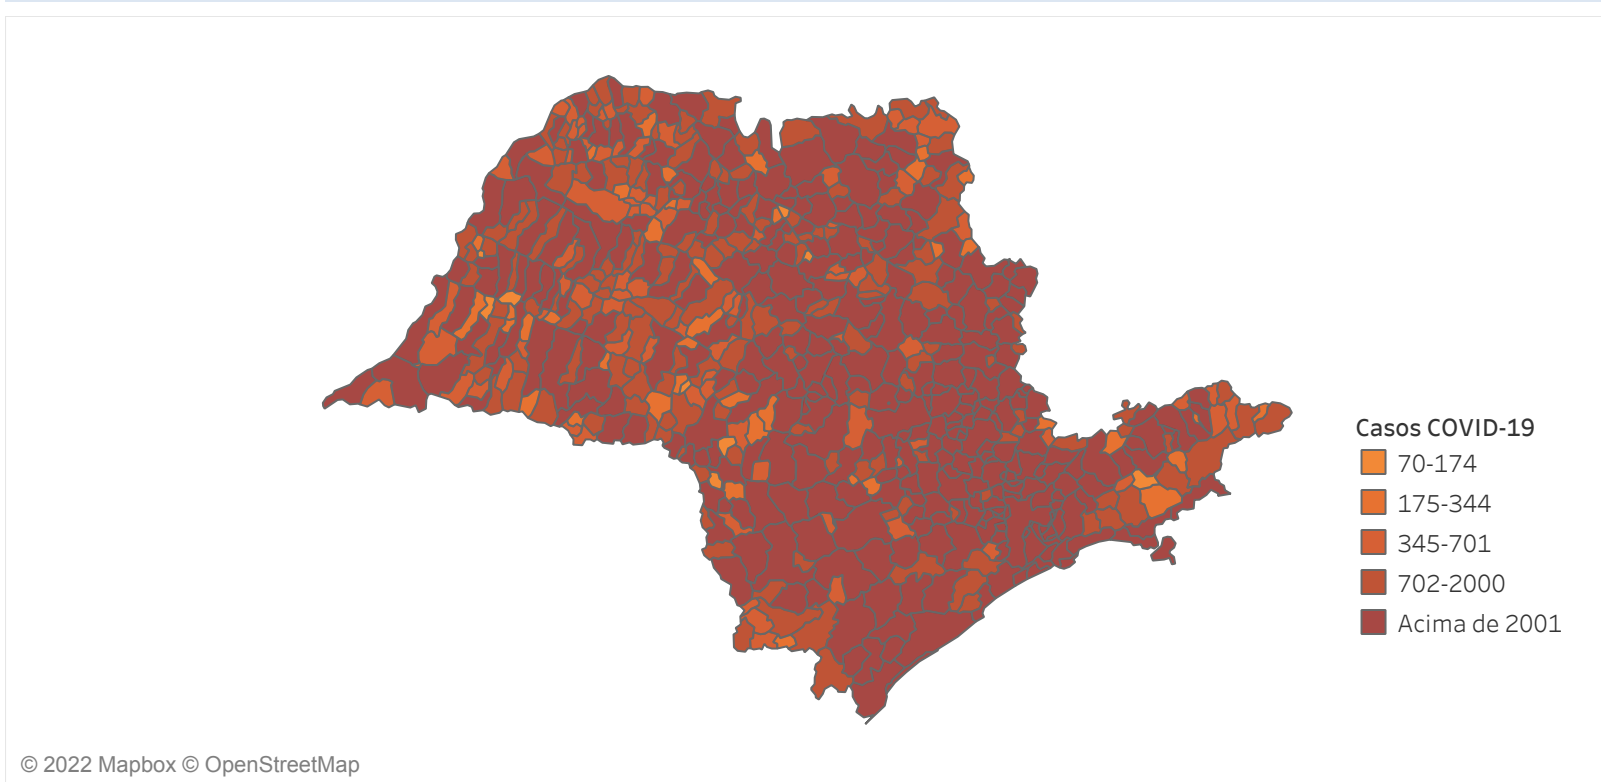 Casos COVID-19
70-174
175-344
345-701
702-2000
Acima de 2001
© 2022 Mapbox © OpenStreetMap